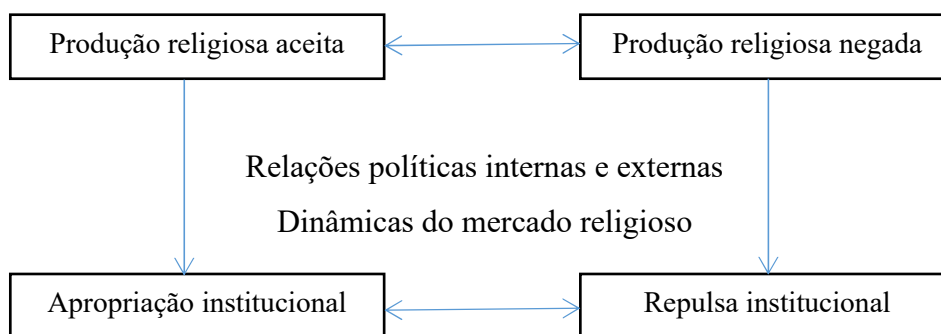 Produção religiosa aceita
Produção religiosa negada
Relações políticas internas e externas
Dinâmicas do mercado religioso
Apropriação institucional
Repulsa institucional